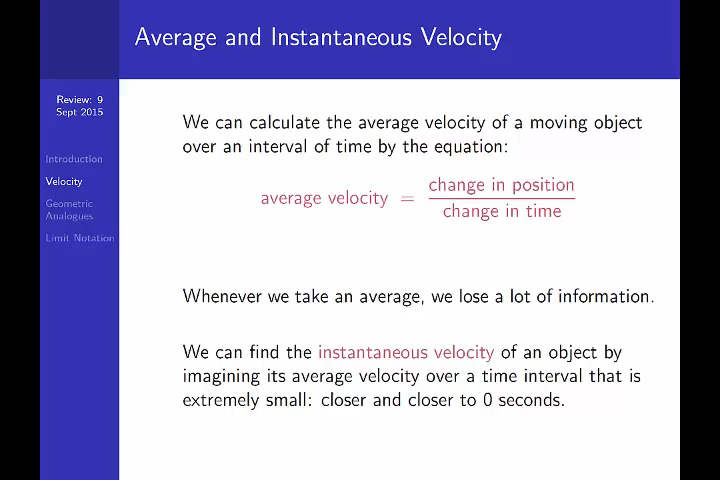 Average and Instantaneous Velocity
Review: 9
Sept 2015
Introduction
Velocity
Geometric
Analogues
Limit Notation
We can calculate the average velocity of a moving object
over an interval of time by the equation:
average velocity = change in position / change in time
Whenever we take an average, we lose a lot of information.
We can find the instantaneous velocity of an object by
imagining its average velocity over a time interval that is
extremely small: closer and closer to 0 seconds.